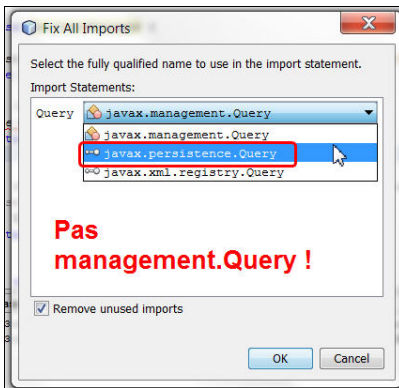 Fix All Imports
Select the fully qualified name to use in the import statement.
Import Statements:
Query javax.management.Query
javax.management.Query
javax.persistence.Query
javax.xml.registry.Query
Pas
management.Query !
Remove unused imports
OK Cancel